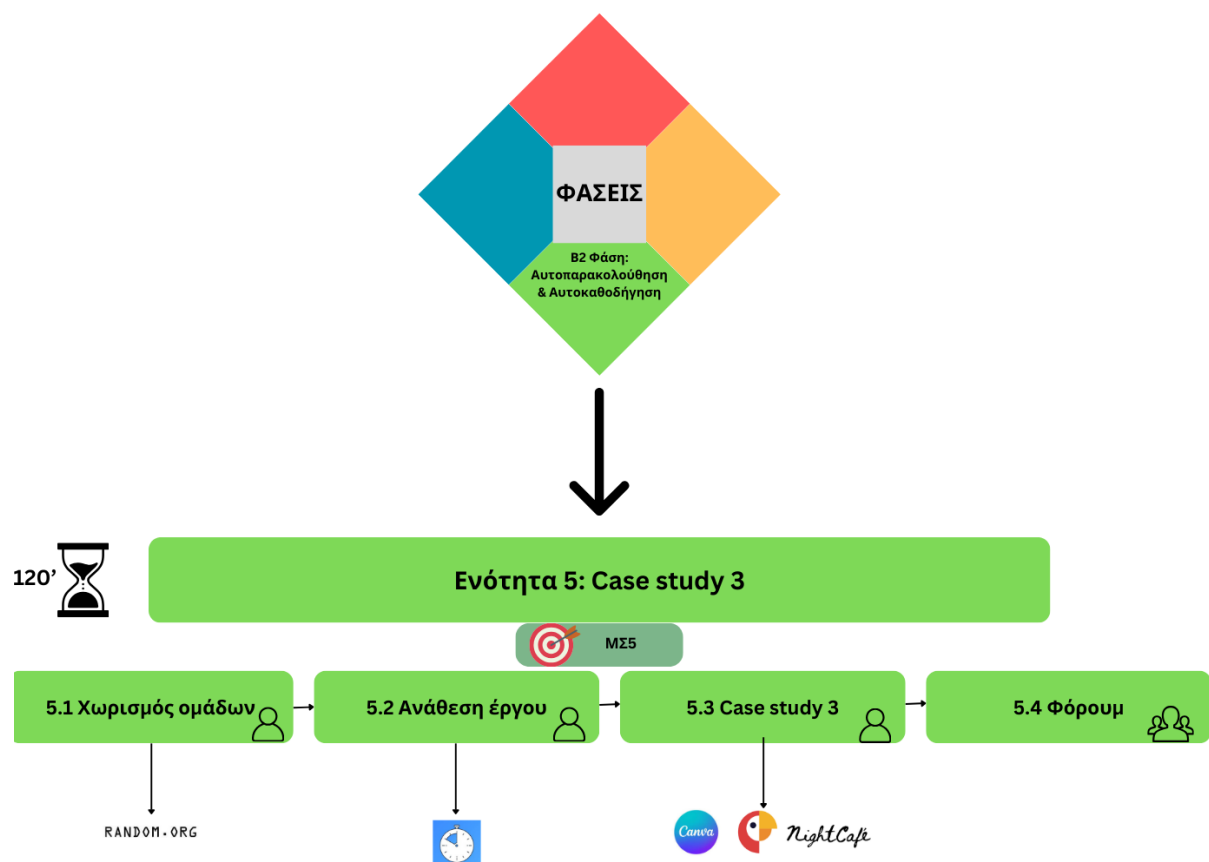 ΦΑΣΕΙΣ
Β2 Φάση:
Αυτοπαρακολούθηση
& Αυτοκαθοδήγηση
120’
Ενότητα 5: Case study 3
ΜΣ5
5.1 Χωρισμός ομάδων
5.2 Ανάθεση έργου
5.3 Case study 3
5.4 Φόρουμ
RANDOM.ORG
Canva
NightCafé